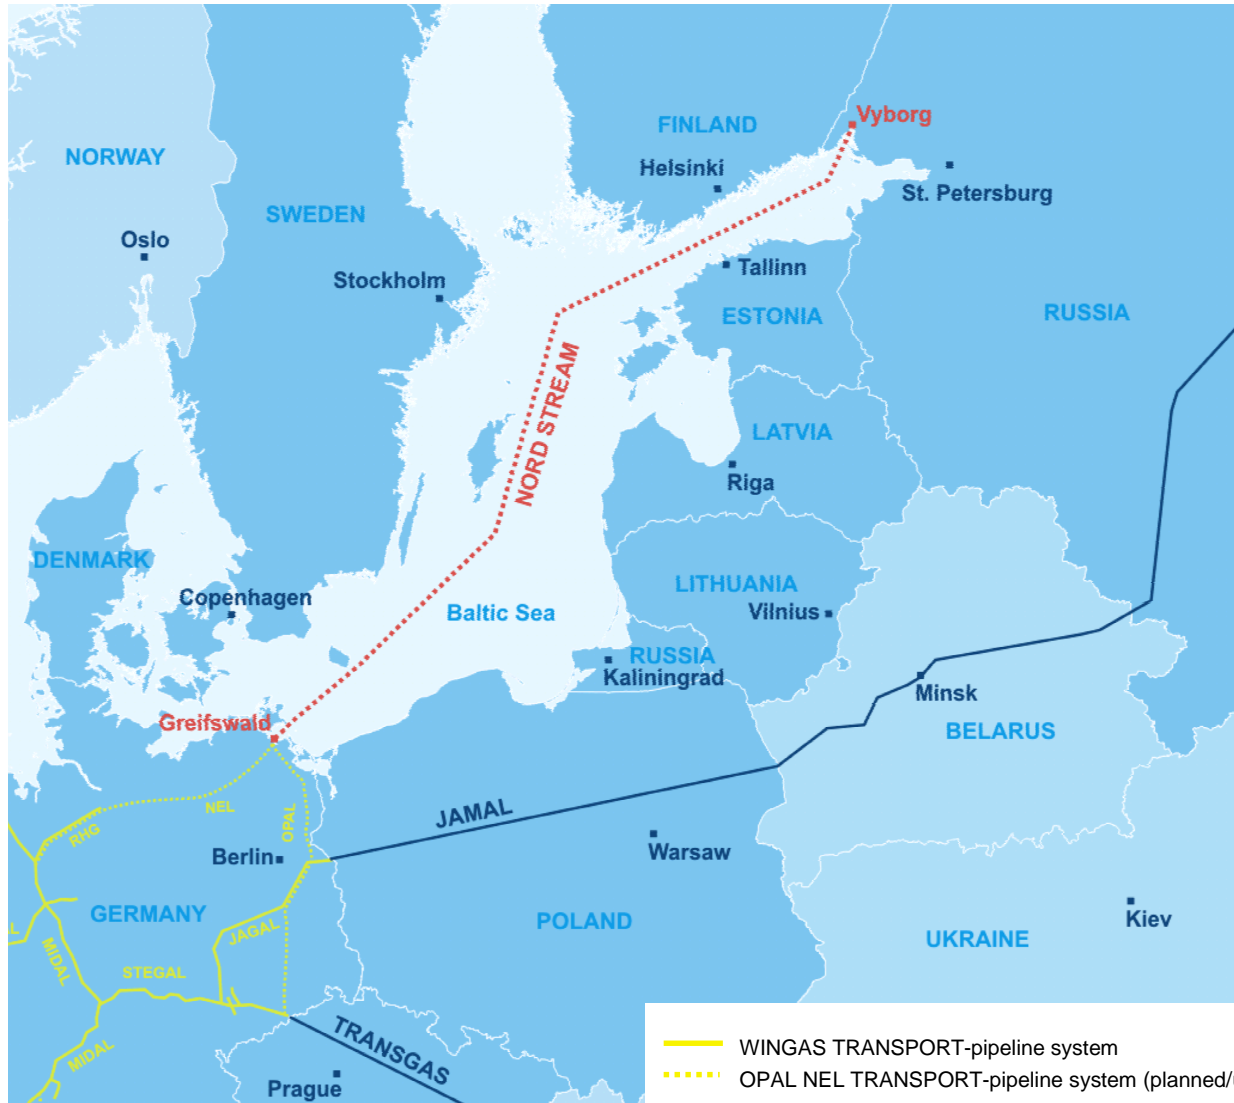 Vyborg
FINLAND
NORWAY
Helsinki
St. Petersburg
SWEDEN
Oslo
Tallinn
Stockholm
ESTONIA
RUSSIA
NORD STREAM
LATVIA
Riga
DENMARK
LITHUANIA
Copenhagen
Vilnius
Baltic Sea
RUSSIA
Kaliningrad
Minsk
Greifswald
BELARUS
NEL
JAMAL
OPAL
RHG
Berlin
Warsaw
GERMANY
POLAND
Kiev
JAGAL
UKRAINE
MIDAL
STEGAL
TRANSGAS
MIDAL
Prague
WINGAS TRANSPORT-pipeline system
OPAL NEL TRANSPORT-pipeline system (planned/